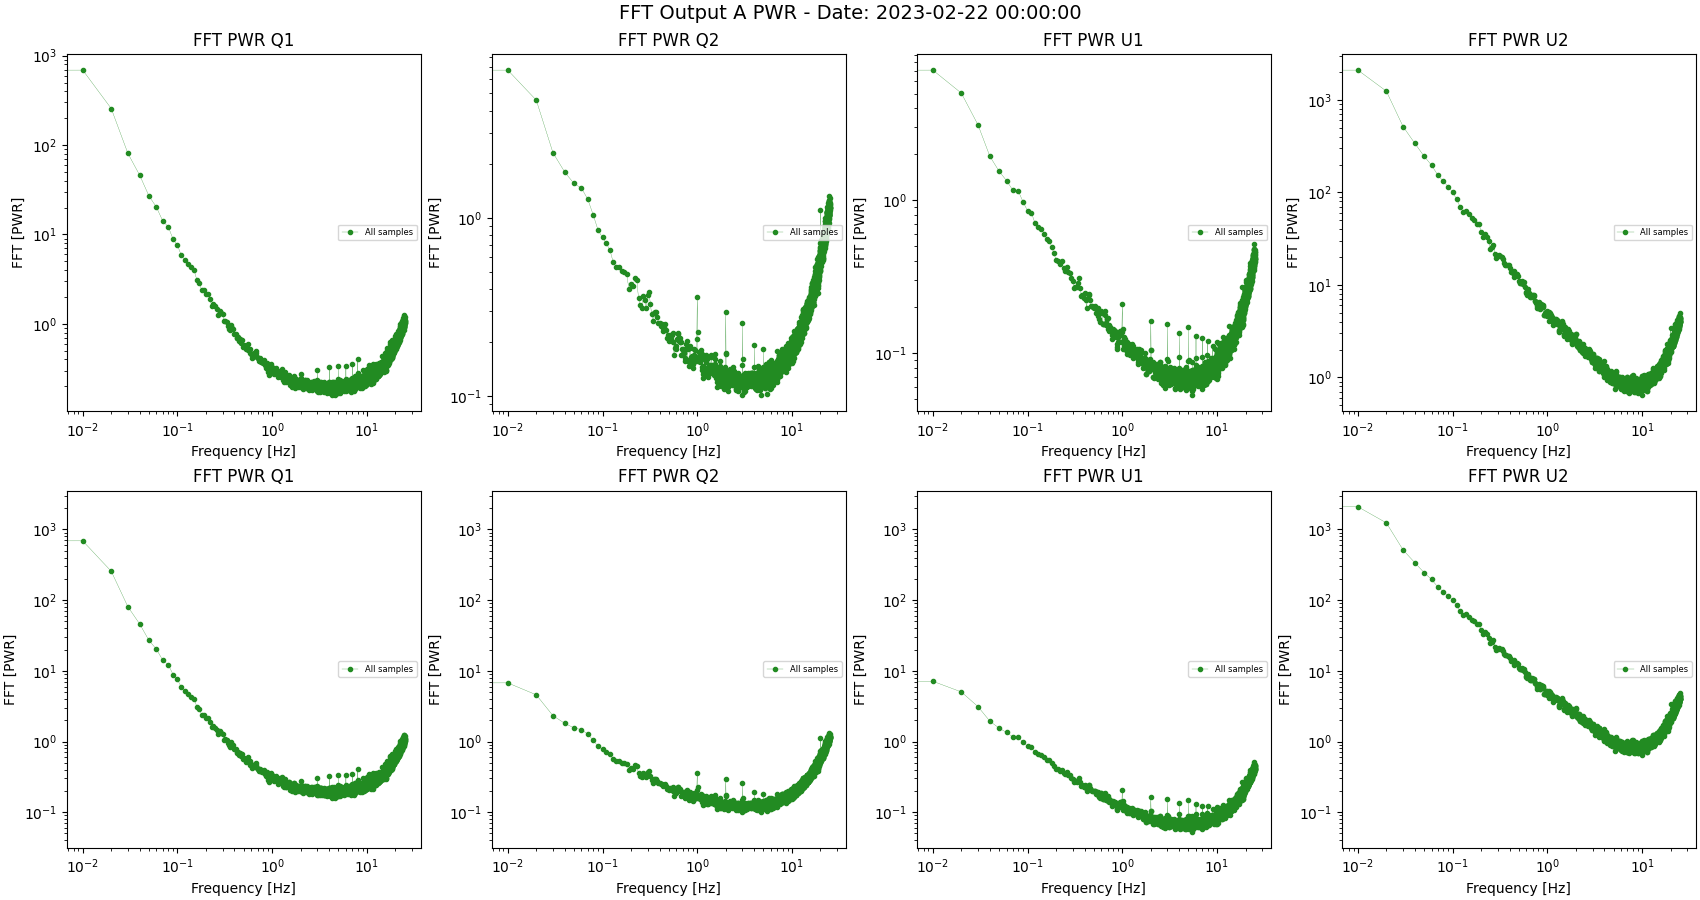 FFT Output A PWR - Date: 2023-02-22 00:00:00
FFT PWR Q1
FFT [PWR]
10³
10²
10¹
10⁰
All samples
10⁻² 10⁻¹ 10⁰ 10¹
Frequency [Hz]
FFT PWR Q2
FFT [PWR]
10⁰
10⁻¹
All samples
10⁻² 10⁻¹ 10⁰ 10¹
Frequency [Hz]
FFT PWR U1
FFT [PWR]
10⁰
10⁻¹
All samples
10⁻² 10⁻¹ 10⁰ 10¹
Frequency [Hz]
FFT PWR U2
FFT [PWR]
10³
10²
10¹
10⁰
All samples
10⁻² 10⁻¹ 10⁰ 10¹
Frequency [Hz]
FFT PWR Q1
FFT [PWR]
10³
10²
10¹
10⁰
10⁻¹
All samples
10⁻² 10⁻¹ 10⁰ 10¹
Frequency [Hz]
FFT PWR Q2
FFT [PWR]
10³
10²
10¹
10⁰
10⁻¹
All samples
10⁻² 10⁻¹ 10⁰ 10¹
Frequency [Hz]
FFT PWR U1
FFT [PWR]
10³
10²
10¹
10⁰
10⁻¹
All samples
10⁻² 10⁻¹ 10⁰ 10¹
Frequency [Hz]
FFT PWR U2
FFT [PWR]
10³
10²
10¹
10⁰
10⁻¹
All samples
10⁻² 10⁻¹ 10⁰ 10¹
Frequency [Hz]